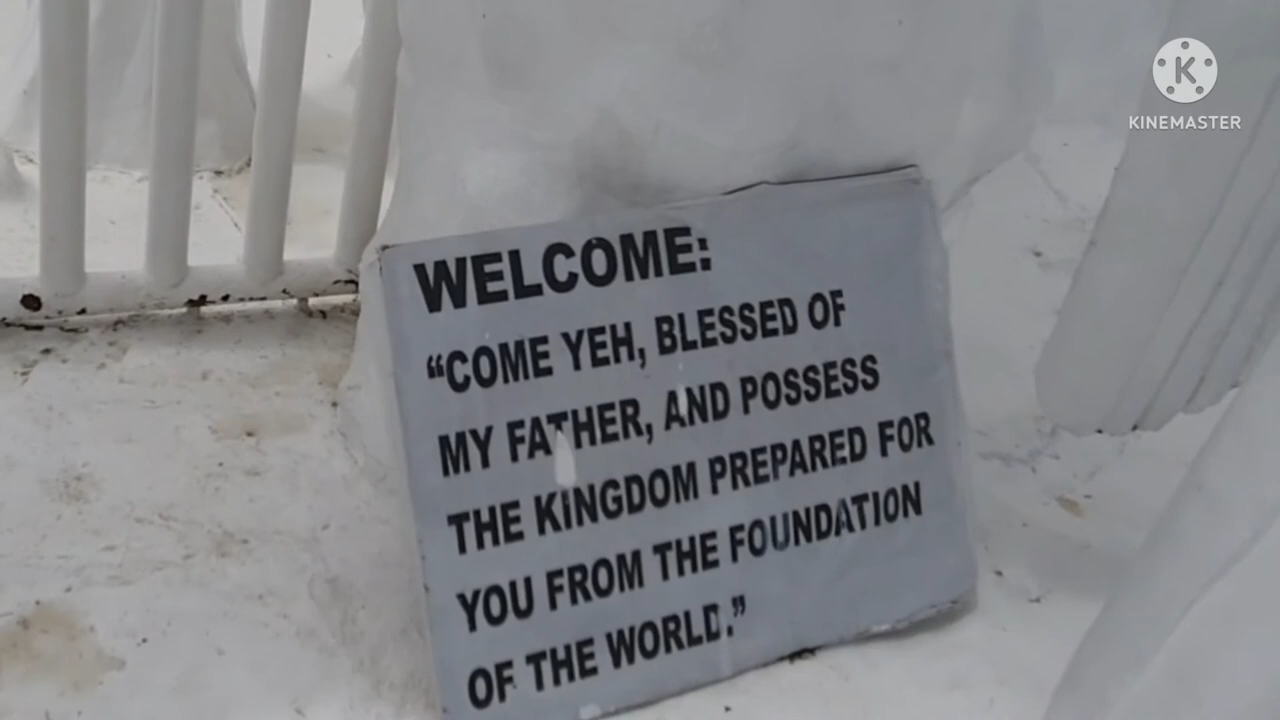 KINEMASTER
WELCOME:
“COME YEH, BLESSED OF
MY FATHER, AND POSSESS
THE KINGDOM PREPARED FOR
YOU FROM THE FOUNDATION
OF THE WORLD.”